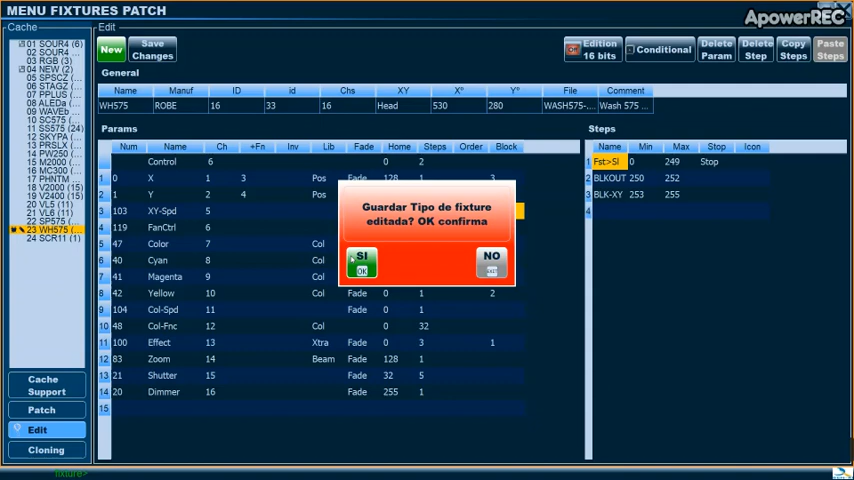 MENU FIXTURES PATCH
ApowerREC
Cache
01 SOUR4 (6)
02 SOUR4 ...
03 RGB (3)
04 NEW (2)
05 SPSCZ (...
06 STAGZ (...
07 PPLUS (...
08 ALEDa (...
09 WAVEb (...
10 SC575 (...
11 SS575 (24)
12 SKYPA (...
13 PRSLX (...
14 PW250 (...
15 M2000 (...
16 MC300 (...
17 PHNTM ...
18 V2000 (15)
19 V2400 (15)
20 VL5 (11)
21 VL6 (11)
22 SP575 (...
23 WH575 (...
24 SCR11 (...
Cache Support
Patch
Edit
Cloning
Edit
New
Save Changes
Off
Edition 16 bits
Conditional
Delete Param
Delete Step
Copy Steps
Paste Steps
General
Name Manuf ID id Chs XY Xº Yº File Comment
WH575 ROBE 16 33 16 Head 530 280 WASH575-... Wash 575 ...
Params
Num Name Ch +Fn Inv Lib Fade Home Steps Order Block
Control 6 0 2
1 0 X 1 3 Pos Fade 128 1 3
2 1 Y 2 4 Pos
3 103 XY-Spd 5
4 119 FanCtrl 6
5 47 Color 7 Col
6 40 Cyan 8 Col
7 41 Magenta 9 Col
8 42 Yellow 10 Col Fade 0 1 2
9 104 Col-Spd 11 Fade 0 1
10 48 Col-Fnc 12 Col 0 32
11 100 Effect 13 Xtra Fade 0 3 1
12 83 Zoom 14 Beam Fade 128 1
13 21 Shutter 15 Fade 32 5
14 20 Dimmer 16 Fade 255 1
15
Guardar Tipo de fixture
editada? OK confirma
SI
OK
NO
EXIT
Steps
Name Min Max Stop Icon
1 Fst>Sl 0 249 Stop
2 BLKOUT 250 252
3 BLK-XY 253 255
4
fixture>